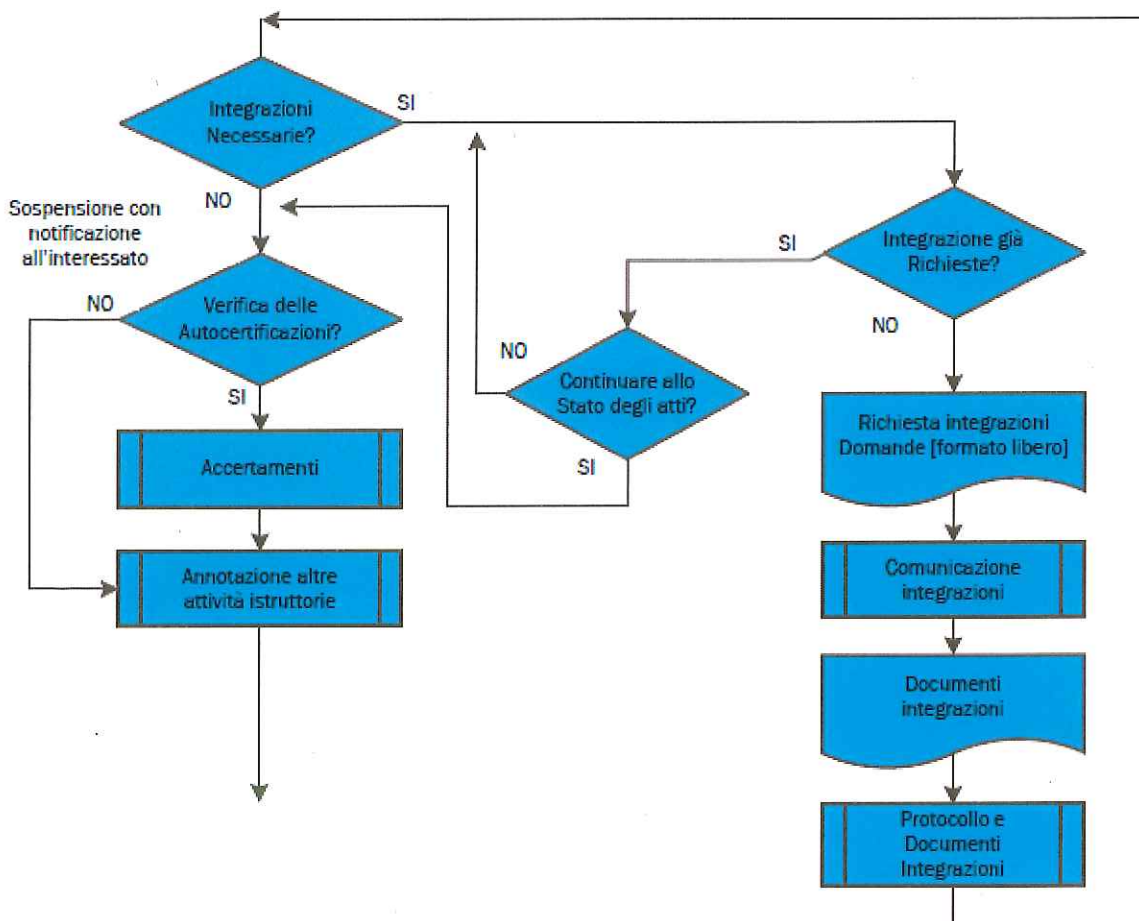 Integrazioni
Necessarie?
SI
NO
Sospensione con
notificazione
all'interessato
Integrazione già
Richieste?
SI
NO
Verifica delle
Autocertificazioni?
NO
SI
Continuare allo
Stato degli atti?
NO
SI
Richiesta integrazioni
Domande [formato libero]
Accertamenti
Annotazione altre
attività istruttorie
Comunicazione
integrazioni
Documenti
integrazioni
Protocollo e
Documenti
Integrazioni